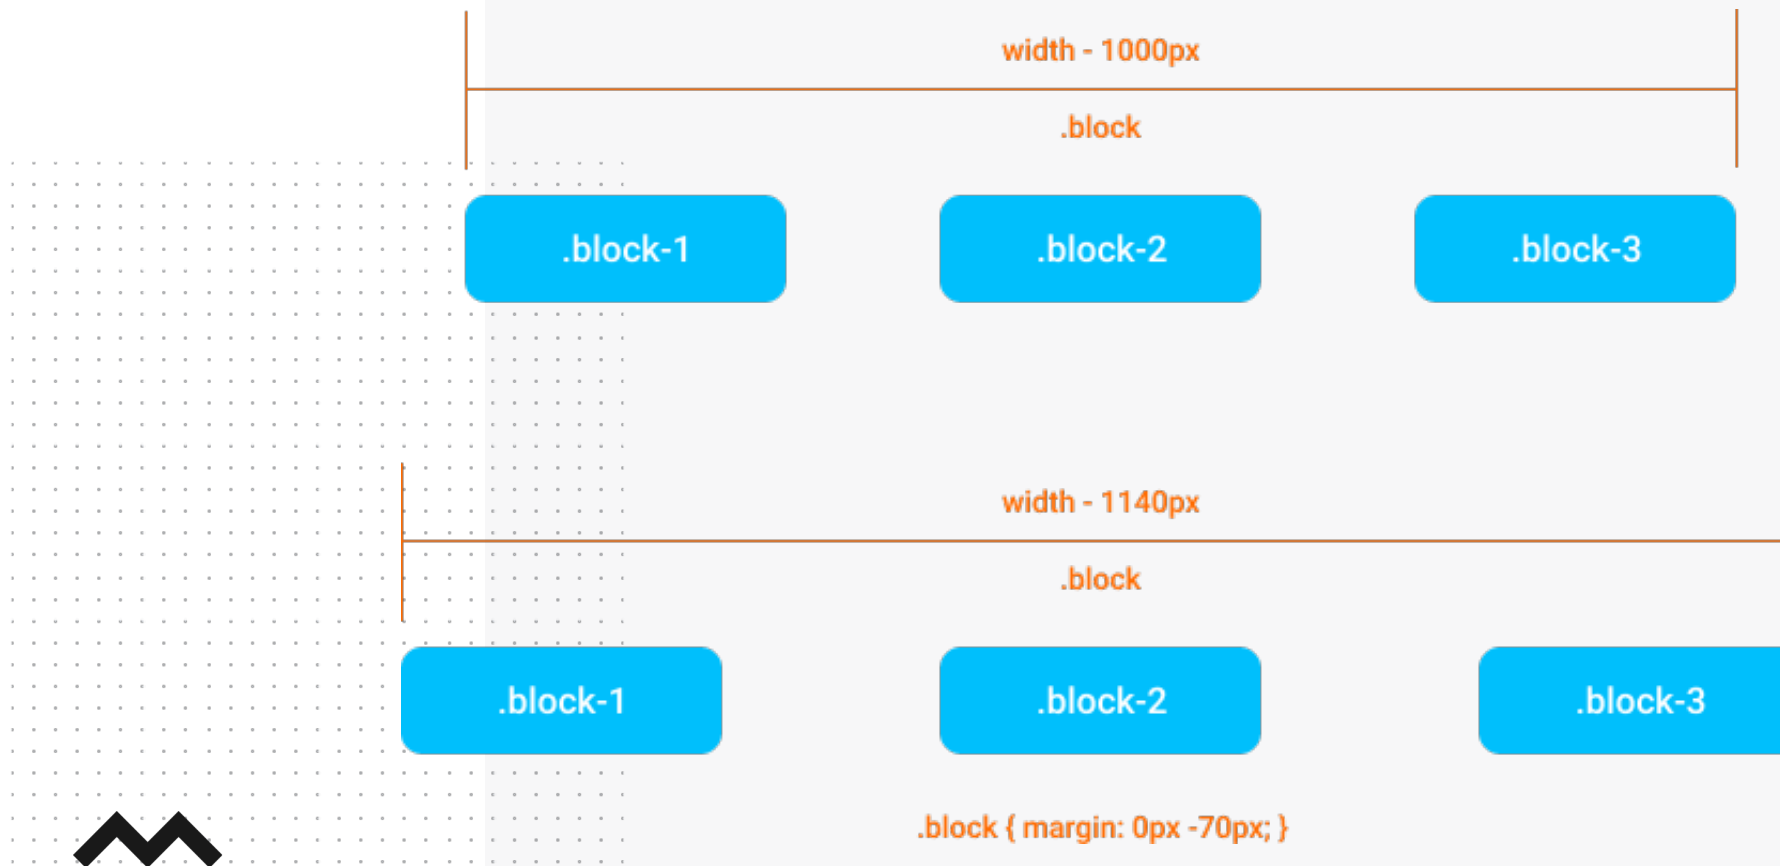 width - 1000px
.block
.block-1 .block-2 .block-3
width - 1140px
.block
.block-1 .block-2 .block-3
.block { margin: 0px -70px; }